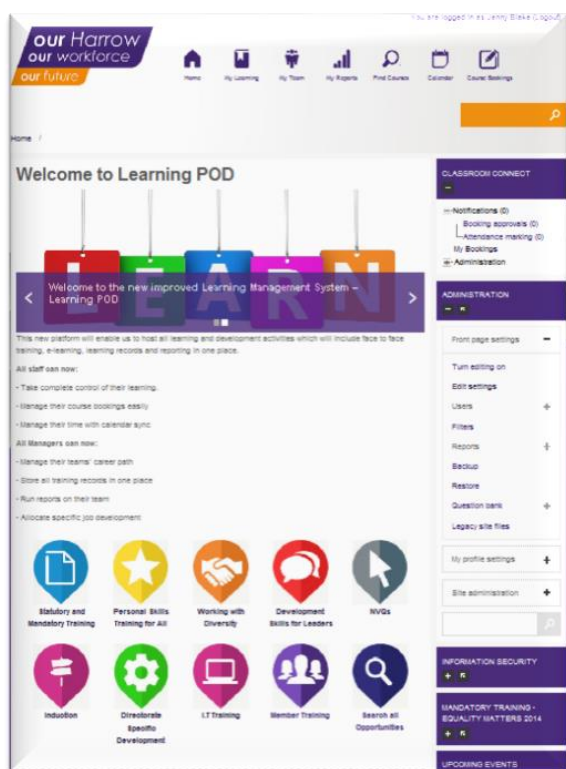 You are logged in as Jenny Blake (Logout)
our Harrow
our workforce
our future
Home
My Learning
My Team
My Reports
Find Courses
Calendar
Course Bookings
Home /
Welcome to Learning POD
LEARN
Welcome to the new improved Learning Management System –
Learning POD
This new platform will enable us to host all learning and development activities which will include face to face
training, e-learning, learning records and reporting in one place.
All staff can now:
- Take complete control of their learning.
- Manage their course bookings easily
- Manage their time with calendar sync
All Managers can now:
- Manage their teams' career path
- Store all training records in one place
- Run reports on their team
- Allocate specific job development
Statutory and
Mandatory Training
Personal Skills
Training for All
Working with
Diversity
Development
Skills for Leaders
NVQs
Induction
Directorate
Specific
Development
I.T Training
Member Training
Search all
Opportunities
CLASSROOM CONNECT
Notifications (0)
Booking approvals (0)
Attendance marking (0)
My Bookings
Administration
ADMINISTRATION
Front page settings
Turn editing on
Edit settings
Users
Filters
Reports
Backup
Restore
Question bank
Legacy site files
My profile settings
Site administration
INFORMATION SECURITY
MANDATORY TRAINING -
EQUALITY MATTERS 2014
UPCOMING EVENTS